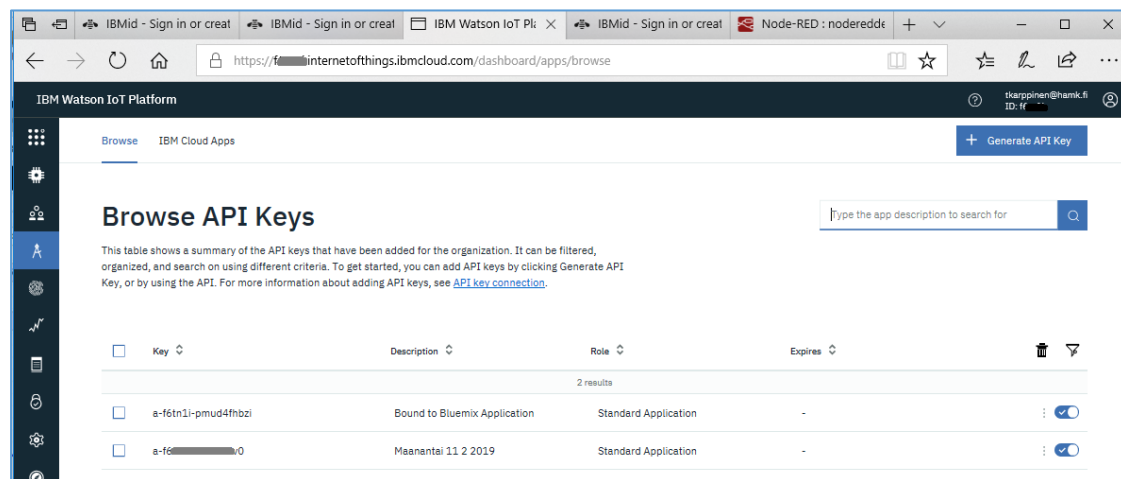 IBMid - Sign in or creat
IBMid - Sign in or creat
IBM Watson IoT Pla
IBMid - Sign in or creat
Node-RED : noderedde
https://f internetofthings.ibmcloud.com/dashboard/apps/browse
IBM Watson IoT Platform
tkarppinen@hamk.fi
ID: f
Browse IBM Cloud Apps
+ Generate API Key
Browse API Keys
Type the app description to search for
This table shows a summary of the API keys that have been added for the organization. It can be filtered,
organized, and search on using different criteria. To get started, you can add API keys by clicking Generate API
Key, or by using the API. For more information about adding API keys, see API key connection.
Key Description Role Expires
2 results
a-f6tn1i-pmud4fhbzi Bound to Bluemix Application Standard Application -
a-f6 0 Maanantai 11 2 2019 Standard Application -